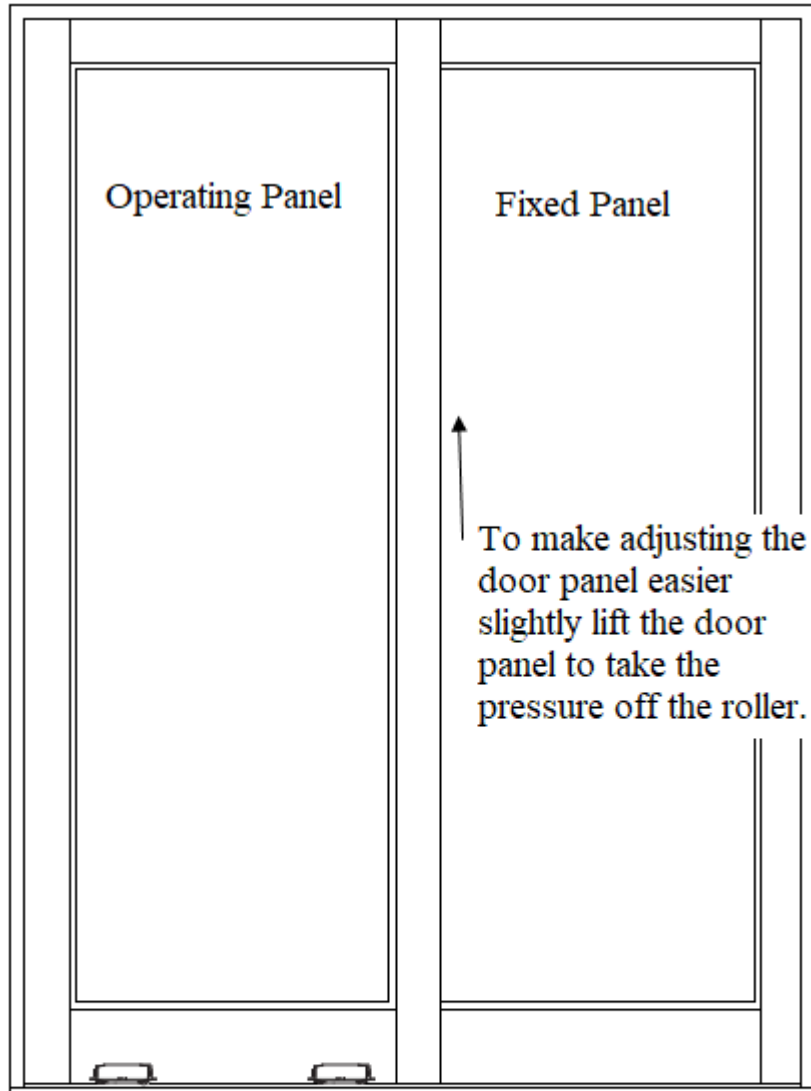 Operating Panel
Fixed Panel
To make adjusting the
door panel easier
slightly lift the door
panel to take the
pressure off the roller.